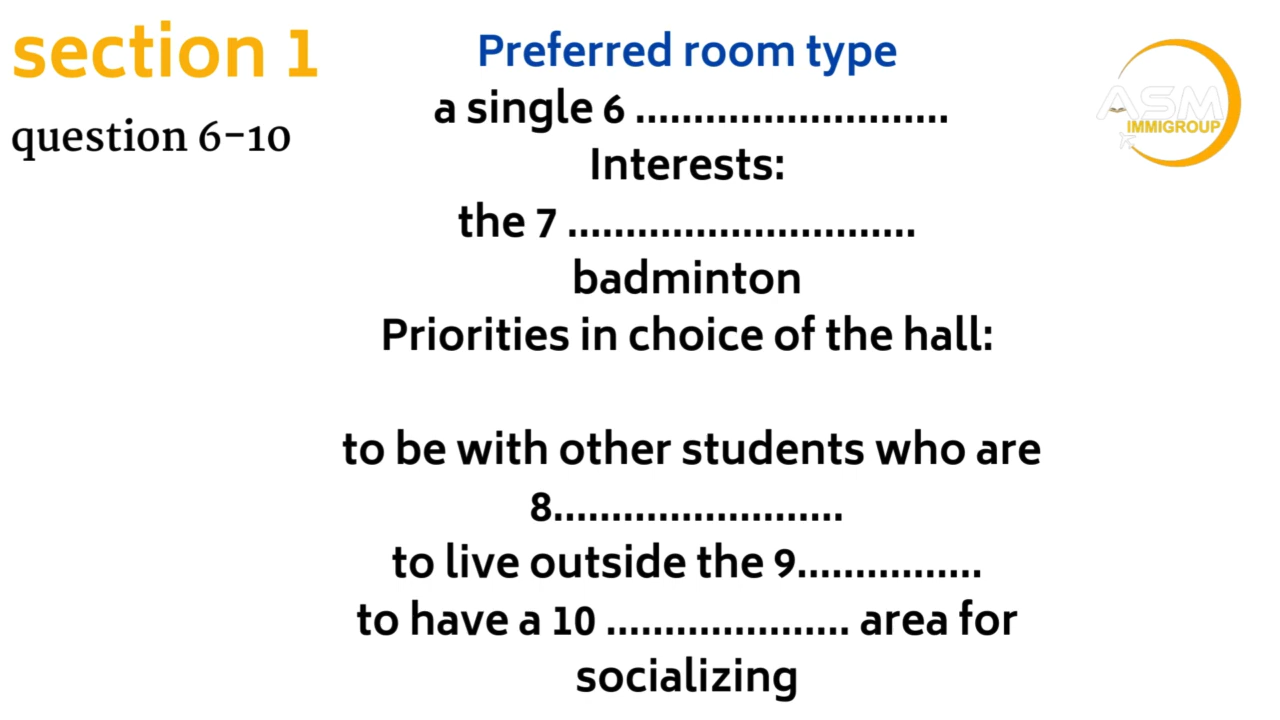 section 1
question 6-10
Preferred room type
a single 6 ...........................
Interests:
the 7 ..............................
badminton
Priorities in choice of the hall:
to be with other students who are
8.........................
to live outside the 9................
to have a 10 ..................... area for
socializing
ASM
IMMIGROUP